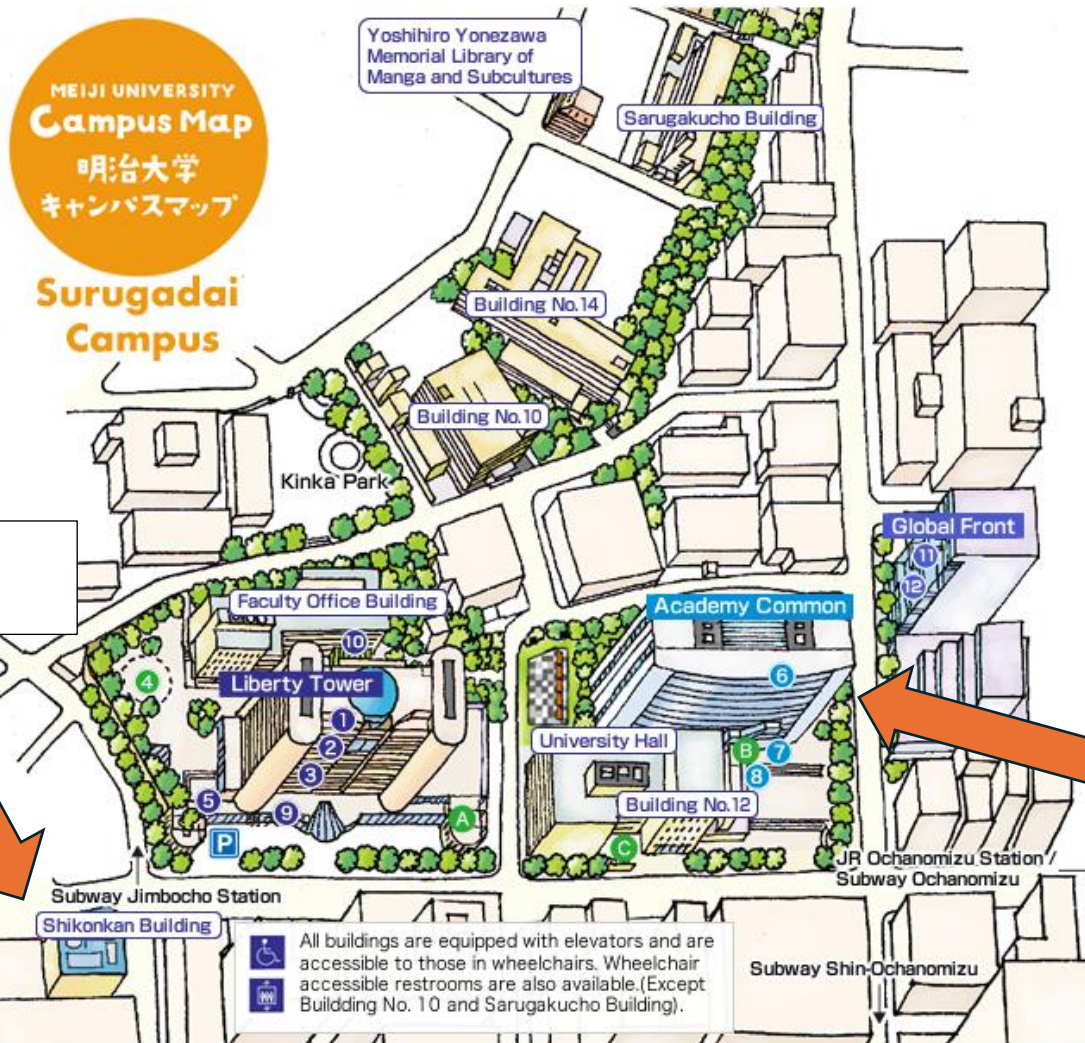 MEIJI UNIVERSITY
Campus Map
明治大学
キャンパスマップ
Surugadai
Campus
Yoshihiro Yonezawa
Memorial Library of
Manga and Subcultures
Sarugakucho Building
Building No.14
Building No.10
Kinka Park
Global Front
11
12
Faculty Office Building
Academy Common
10
4
Liberty Tower
6
1
2
3
University Hall
B
7
8
5
9
Building No.12
A
P
C
JR Ochanomizu Station /
Subway Ochanomizu
Subway Jimbocho Station
Shikonkan Building
All buildings are equipped with elevators and are
accessible to those in wheelchairs. Wheelchair
accessible restrooms are also available.(Except
Buildding No. 10 and Sarugakucho Building).
Subway Shin-Ochanomizu